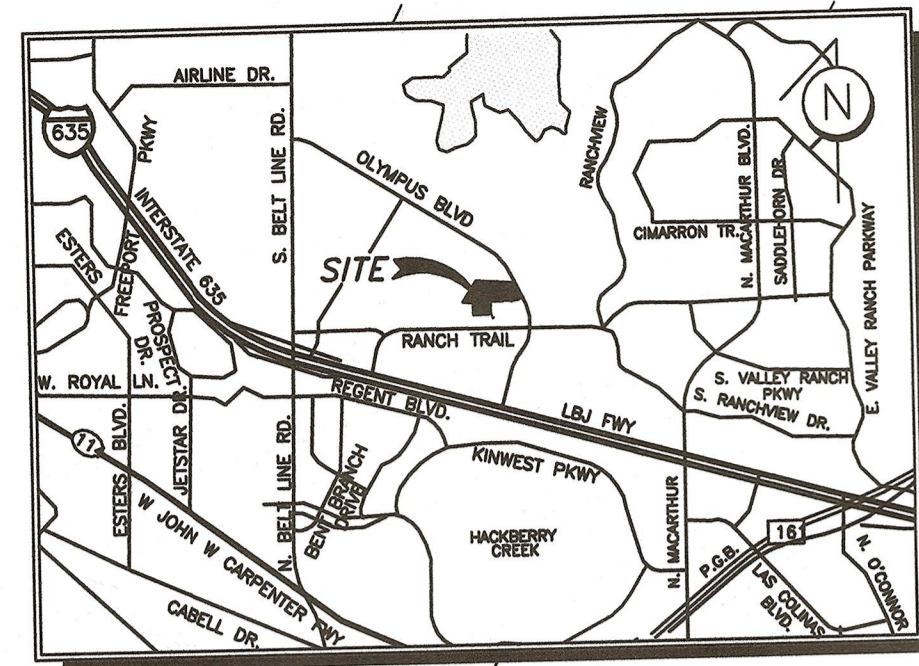 AIRLINE DR.
635
PKWY
S. BELT LINE RD.
OLYMPUS BLVD
RANCHVIEW
N. MACARTHUR BLVD.
SADDLEHORN DR.
N
CIMARRON TR.
E. VALLEY RANCH PARKWAY
INTERSTATE 635
ESTERS
FREEPORT
SITE
PROSPECT
DR.
RANCH TRAIL
W. ROYAL LN.
REGENT BLVD.
LBJ FWY
S. VALLEY RANCH
PKWY
S. RANCHVIEW DR.
11
ESTERS BLVD.
JETSTAR DR.
N. BELT LINE RD.
BENT BRANCH
DRIVE
KINWEST PKWY
HACKBERRY
CREEK
N. MACARTHUR
P.G.B.
161
N. O'CONNOR
LAS COLINAS
BLVD.
W JOHN W CARPENTER FWY
CABELL DR.